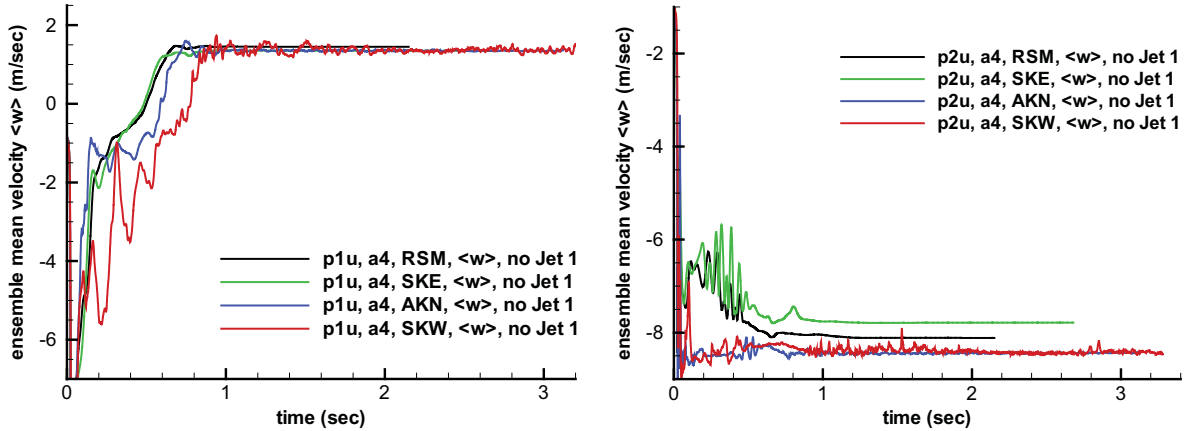 ensemble mean velocity <w> (m/sec)
2
0
-2
-4
-6
p1u, a4, RSM, <w>, no Jet 1
p1u, a4, SKE, <w>, no Jet 1
p1u, a4, AKN, <w>, no Jet 1
p1u, a4, SKW, <w>, no Jet 1
0 1 2 3
time (sec)
ensemble mean velocity <w> (m/sec)
-2
-4
-6
-8
p2u, a4, RSM, <w>, no Jet 1
p2u, a4, SKE, <w>, no Jet 1
p2u, a4, AKN, <w>, no Jet 1
p2u, a4, SKW, <w>, no Jet 1
0 1 2 3
time (sec)